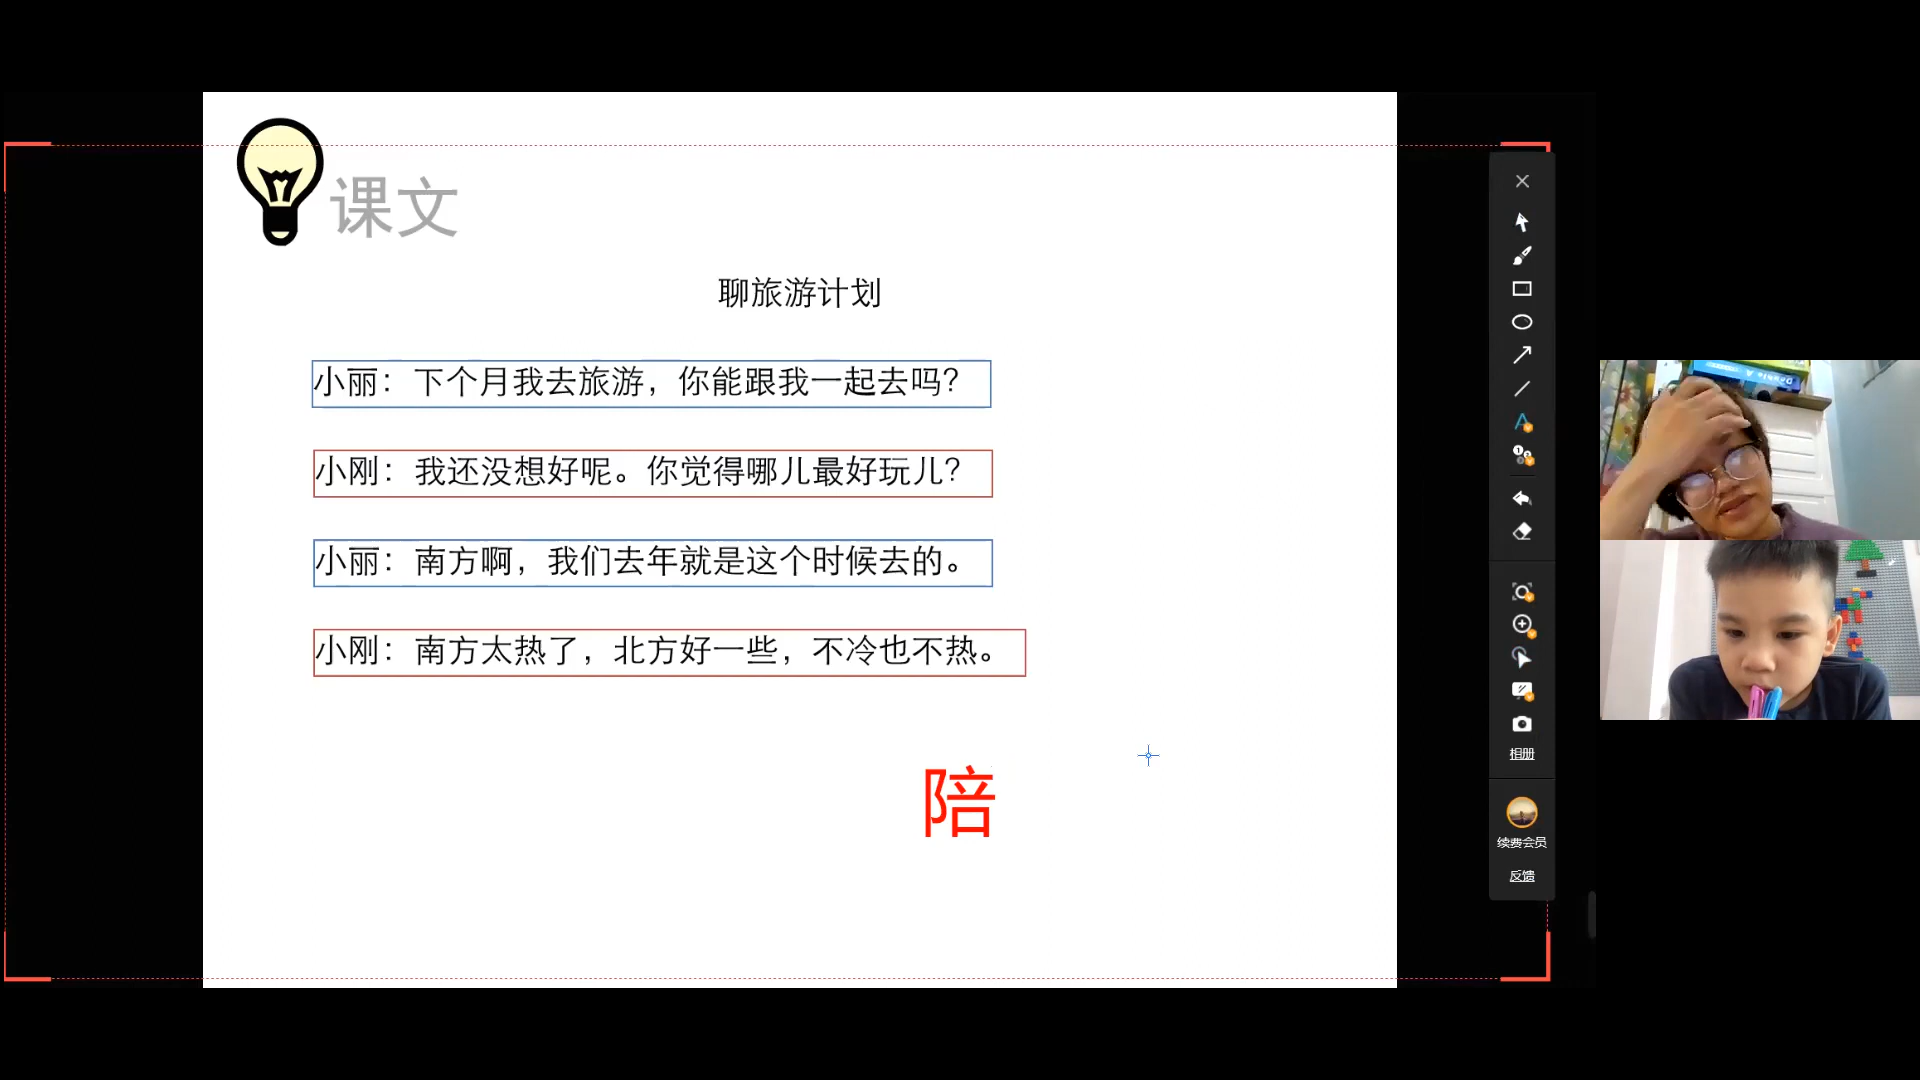 课文
聊旅游计划
小丽：下个月我去旅游，你能跟我一起去吗？
小刚：我还没想好呢。你觉得哪儿最好玩儿？
小丽：南方啊，我们去年就是这个时候去的。
小刚：南方太热了，北方好一些，不冷也不热。
陪
相册
续费会员
反馈
Double A